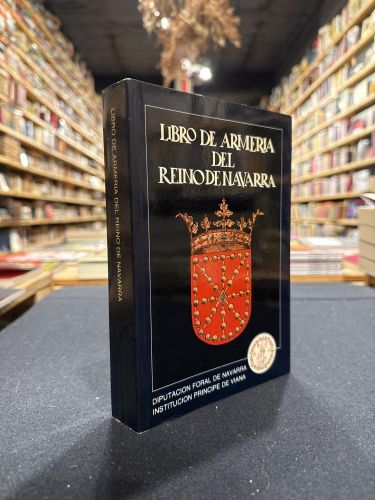 LIBRO DE ARMERIA DEL REINO DE NAVARRA
LIBRO DE ARMERIA
DEL
REINO DE NAVARRA
DIPUTACION FORAL DE NAVARRA
INSTITUCION PRINCIPE DE VIANA